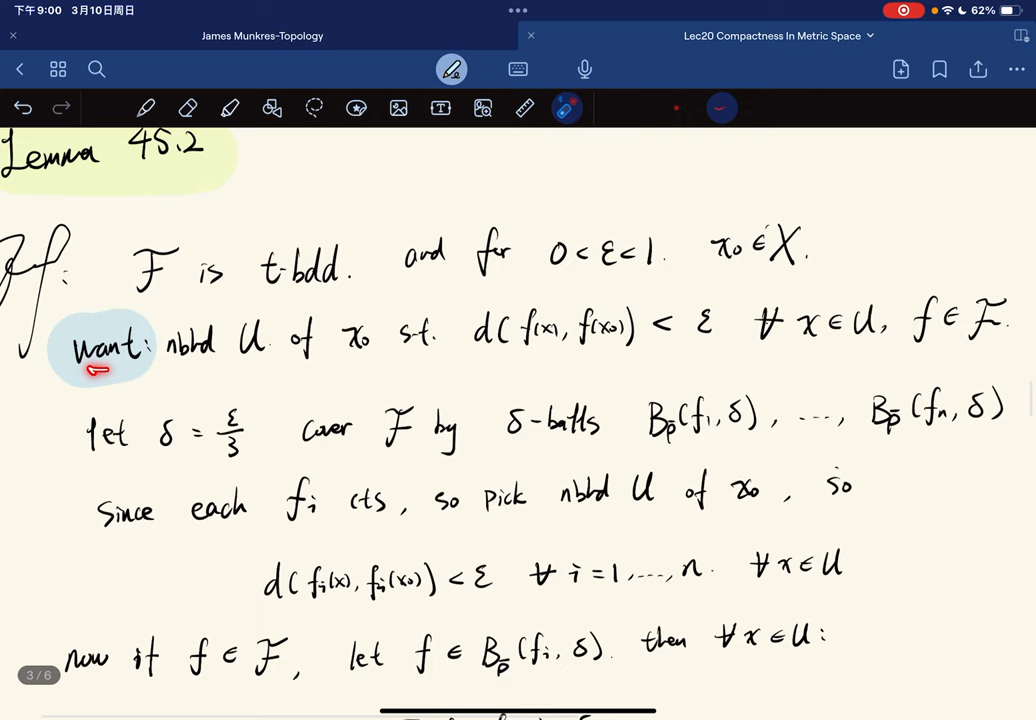 下午9:00 3月10日周日
62%
James Munkres-Topology
Lec20 Compactness In Metric Space
Lemma 45.2
Pf: F is t-bdd. and for 0 < ε < 1. x₀ ∈ X.
want: nbhd U of x₀ s.t. d( f(x), f(x₀)) < ε ∀ x ∈ U, f ∈ F.
let δ = ε/3 cover F by δ-balls B_ρ̄(f₁, δ), ..., B_ρ̄(fₙ, δ)
Since each fᵢ cts, so pick nbhd U of x₀, so
d( fᵢ(x), fᵢ(x₀)) < ε ∀ i = 1, ..., n. ∀ x ∈ U
now if f ∈ F, let f ∈ B_ρ̄(fᵢ, δ). then ∀ x ∈ U:
3 / 6